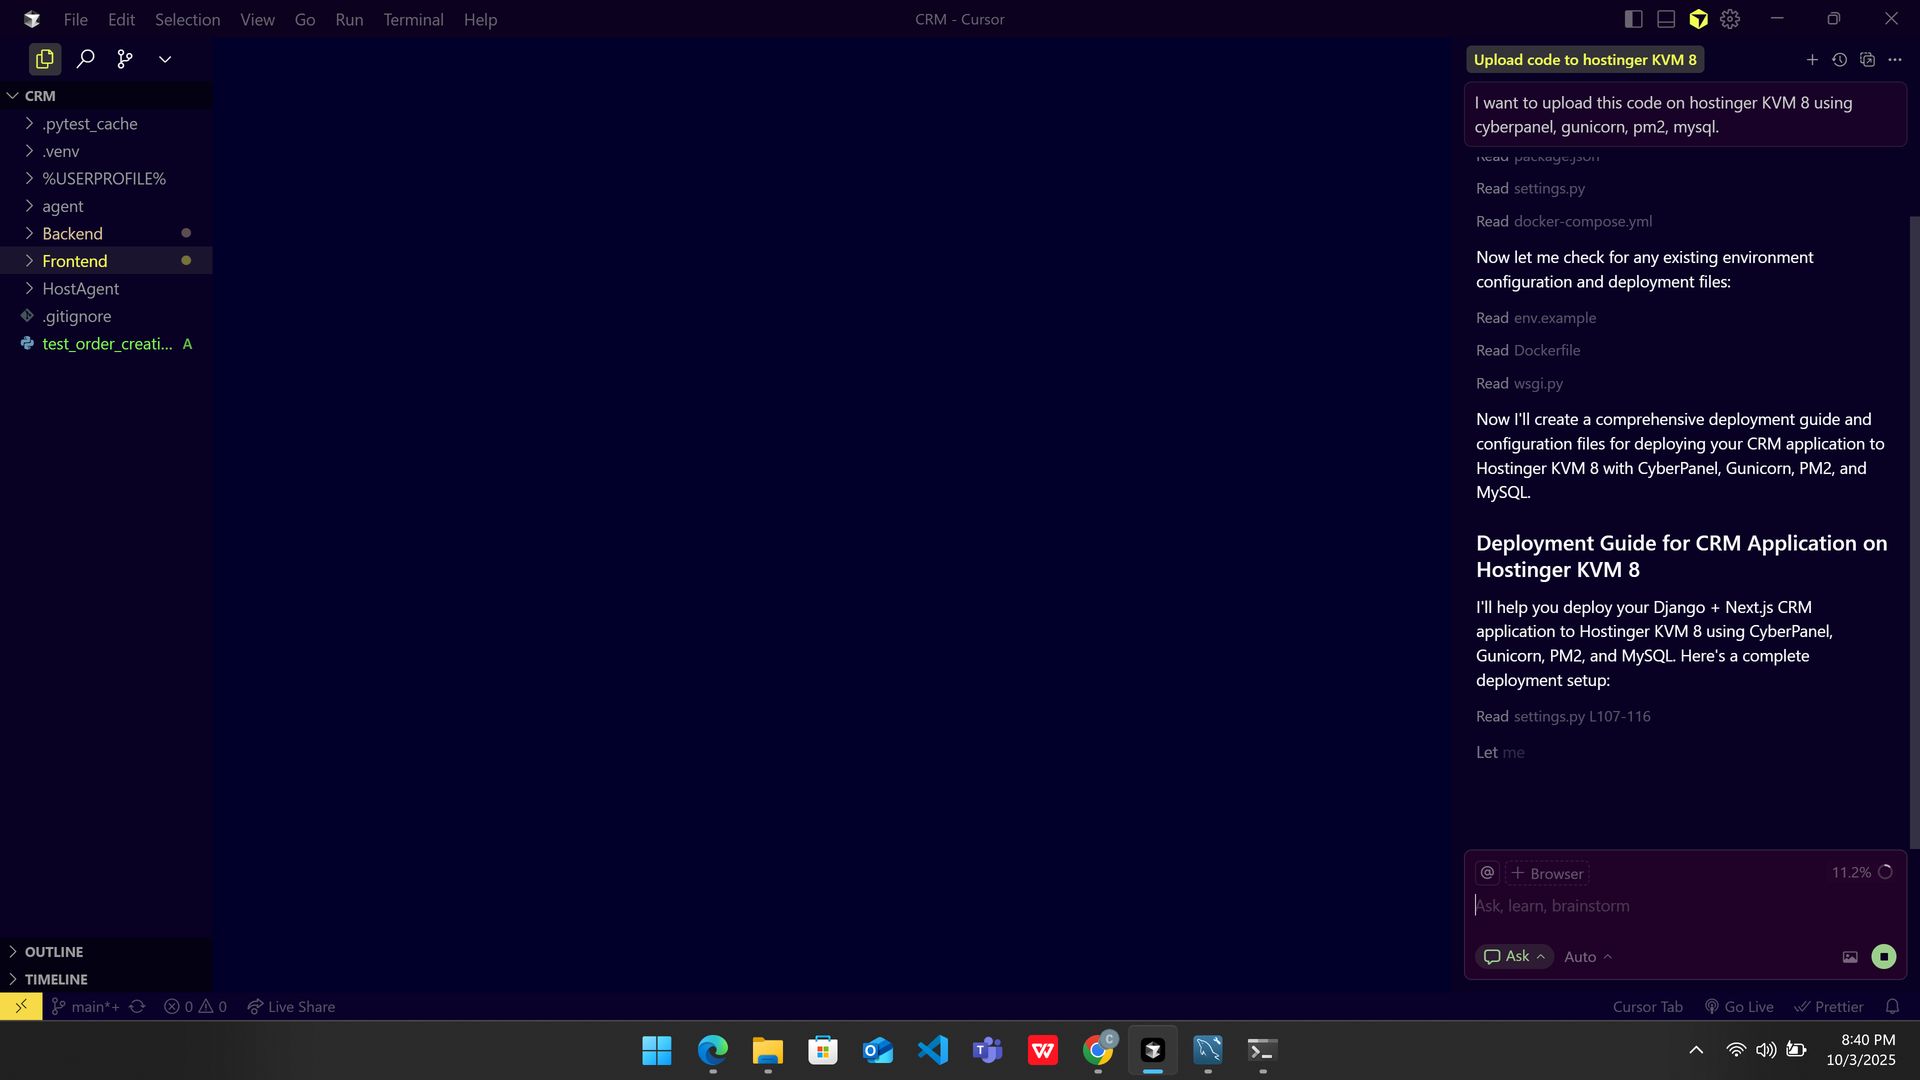 File Edit Selection View Go Run Terminal Help
CRM - Cursor
CRM
.pytest_cache
.venv
%USERPROFILE%
agent
Backend
Frontend
HostAgent
.gitignore
test_order_creati... A
OUTLINE
TIMELINE
Upload code to hostinger KVM 8
I want to upload this code on hostinger KVM 8 using
cyberpanel, gunicorn, pm2, mysql.
Read package.json
Read settings.py
Read docker-compose.yml
Now let me check for any existing environment
configuration and deployment files:
Read env.example
Read Dockerfile
Read wsgi.py
Now I'll create a comprehensive deployment guide and
configuration files for deploying your CRM application to
Hostinger KVM 8 with CyberPanel, Gunicorn, PM2, and
MySQL.
Deployment Guide for CRM Application on
Hostinger KVM 8
I'll help you deploy your Django + Next.js CRM
application to Hostinger KVM 8 using CyberPanel,
Gunicorn, PM2, and MySQL. Here's a complete
deployment setup:
Read settings.py L107-116
Let me
@ + Browser 11.2%
Ask, learn, brainstorm
Ask Auto
main*+ 0 0 Live Share
Cursor Tab Go Live Prettier
C
8:40 PM
10/3/2025